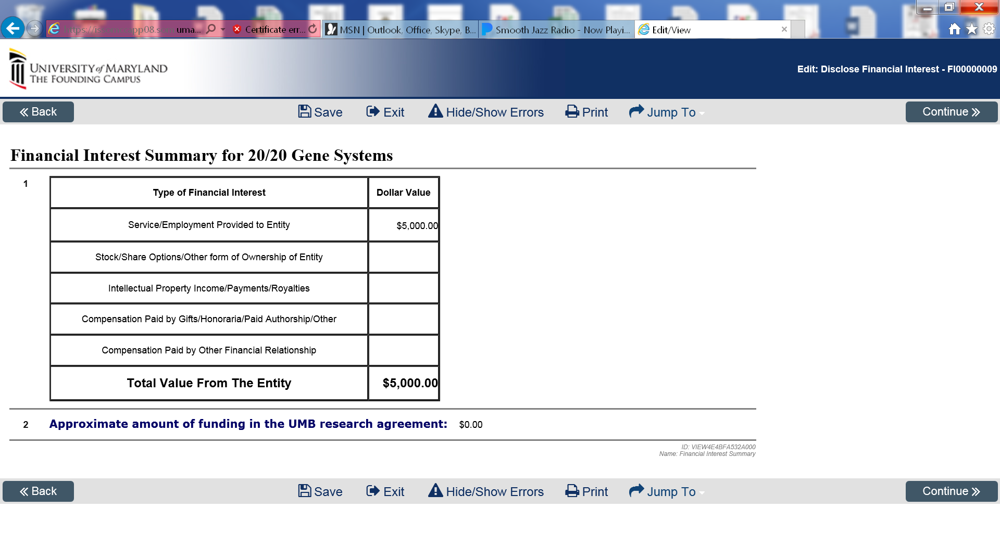 uma... Certificate err... MSN | Outlook, Office, Skype, B... Smooth Jazz Radio - Now Playi... Edit/View
UNIVERSITY of MARYLAND
THE FOUNDING CAMPUS
Edit: Disclose Financial Interest - FI00000009
Back Save Exit Hide/Show Errors Print Jump To Continue
Financial Interest Summary for 20/20 Gene Systems
1
Type of Financial Interest Dollar Value
Service/Employment Provided to Entity $5,000.00
Stock/Share Options/Other form of Ownership of Entity
Intellectual Property Income/Payments/Royalties
Compensation Paid by Gifts/Honoraria/Paid Authorship/Other
Compensation Paid by Other Financial Relationship
Total Value From The Entity $5,000.00
2 Approximate amount of funding in the UMB research agreement: $0.00
ID: VIEW4E4BFA532A000
Name: Financial Interest Summary
Back Save Exit Hide/Show Errors Print Jump To Continue